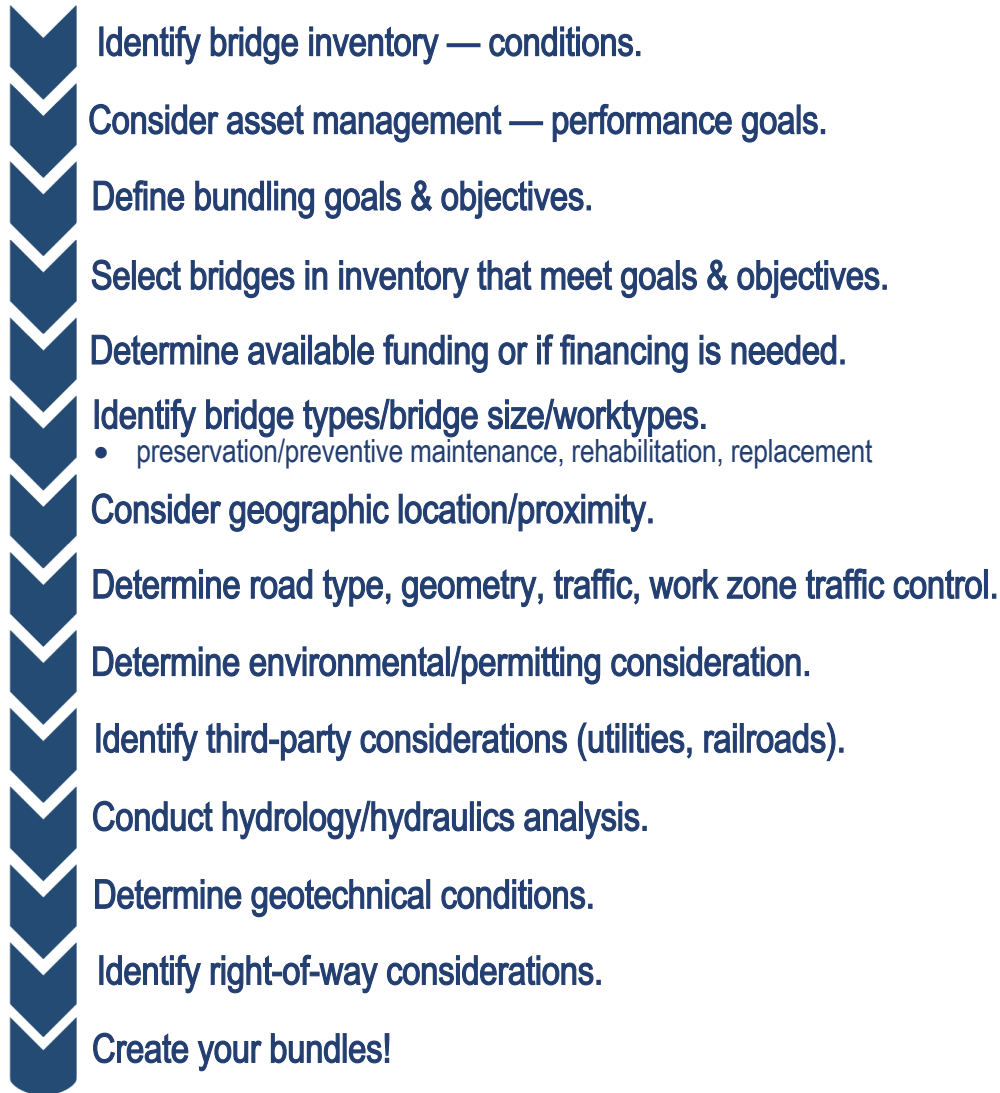 Identify bridge inventory — conditions.
Consider asset management — performance goals.
Define bundling goals & objectives.
Select bridges in inventory that meet goals & objectives.
Determine available funding or if financing is needed.
Identify bridge types/bridge size/worktypes.
• preservation/preventive maintenance, rehabilitation, replacement
Consider geographic location/proximity.
Determine road type, geometry, traffic, work zone traffic control.
Determine environmental/permitting consideration.
Identify third-party considerations (utilities, railroads).
Conduct hydrology/hydraulics analysis.
Determine geotechnical conditions.
Identify right-of-way considerations.
Create your bundles!